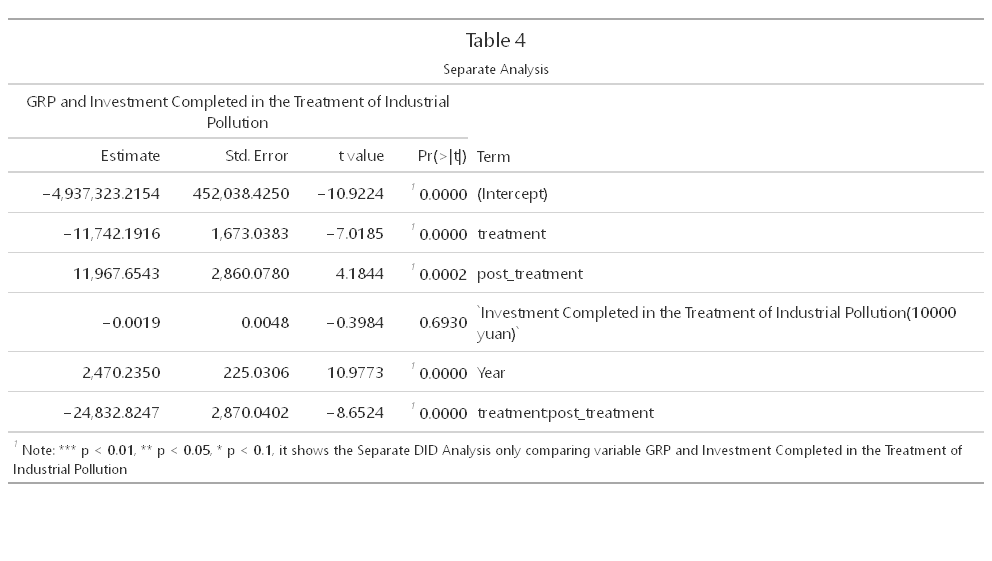 Table 4
Separate Analysis
GRP and Investment Completed in the Treatment of Industrial
Pollution
Estimate Std. Error t value Pr(>|t|) Term
−4,937,323.2154 452,038.4250 −10.9224 1 0.0000 (Intercept)
−11,742.1916 1,673.0383 −7.0185 1 0.0000 treatment
11,967.6543 2,860.0780 4.1844 1 0.0002 post_treatment
−0.0019 0.0048 −0.3984 0.6930 `Investment Completed in the Treatment of Industrial Pollution(10000
yuan)`
2,470.2350 225.0306 10.9773 1 0.0000 Year
−24,832.8247 2,870.0402 −8.6524 1 0.0000 treatment:post_treatment
1 Note: *** p < 0.01, ** p < 0.05, * p < 0.1, it shows the Separate DID Analysis only comparing variable GRP and Investment Completed in the Treatment of
Industrial Pollution